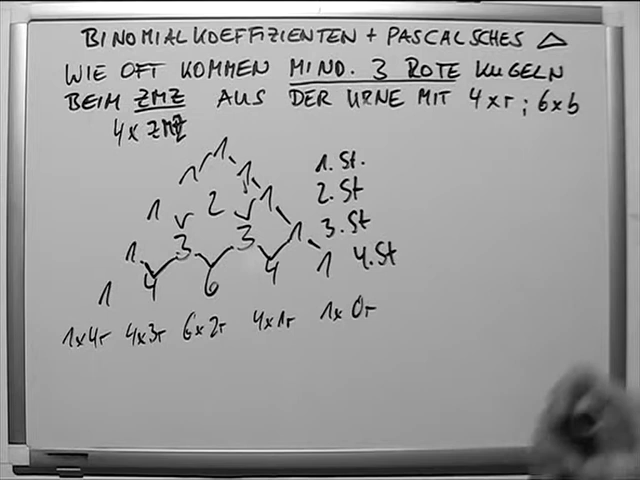 BINOMIALKOEFFIZIENTEN + PASCALSCHES △
WIE OFT KOMMEN MIND. 3 ROTE KUGELN
BEIM ZMZ AUS DER URNE MIT 4xr ; 6xb
4x ZMZ
1
1 1 1. St.
1 2 1 2. St
1 3 3 1 3. St
1 4 6 4 1 4. St
1x4r 4x3r 6x2r 4x1r 1x0r